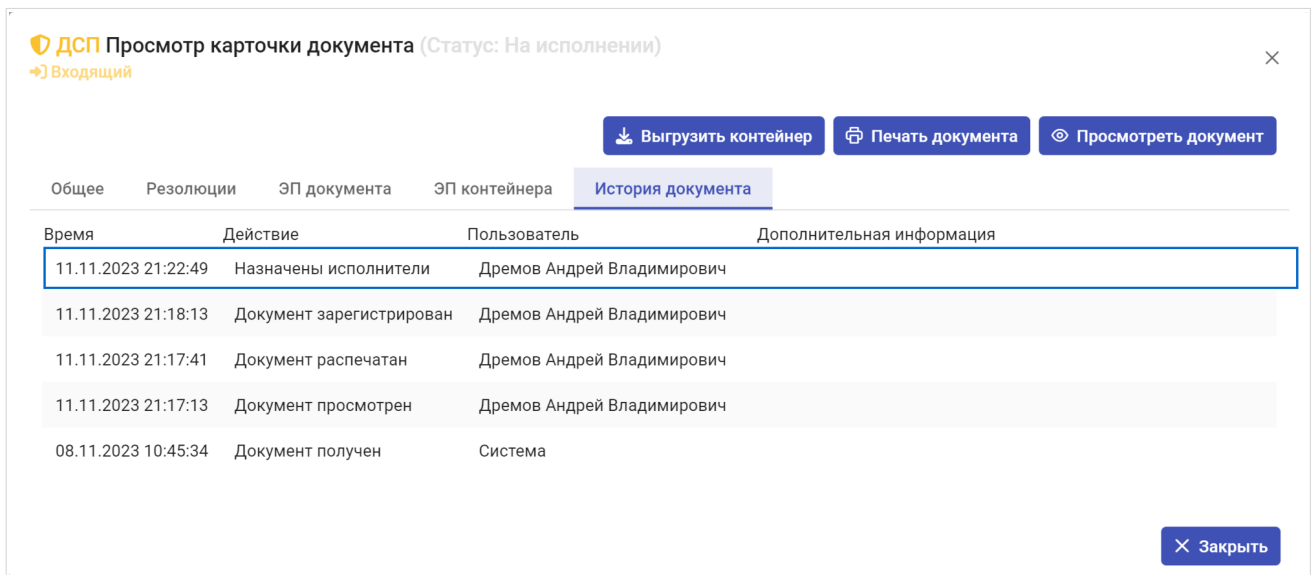 ДСП Просмотр карточки документа (Статус: На исполнении)
Входящий
Выгрузить контейнер Печать документа Просмотреть документ
Общее Резолюции ЭП документа ЭП контейнера История документа
Время Действие Пользователь Дополнительная информация
11.11.2023 21:22:49 Назначены исполнители Дремов Андрей Владимирович
11.11.2023 21:18:13 Документ зарегистрирован Дремов Андрей Владимирович
11.11.2023 21:17:41 Документ распечатан Дремов Андрей Владимирович
11.11.2023 21:17:13 Документ просмотрен Дремов Андрей Владимирович
08.11.2023 10:45:34 Документ получен Система
Закрыть